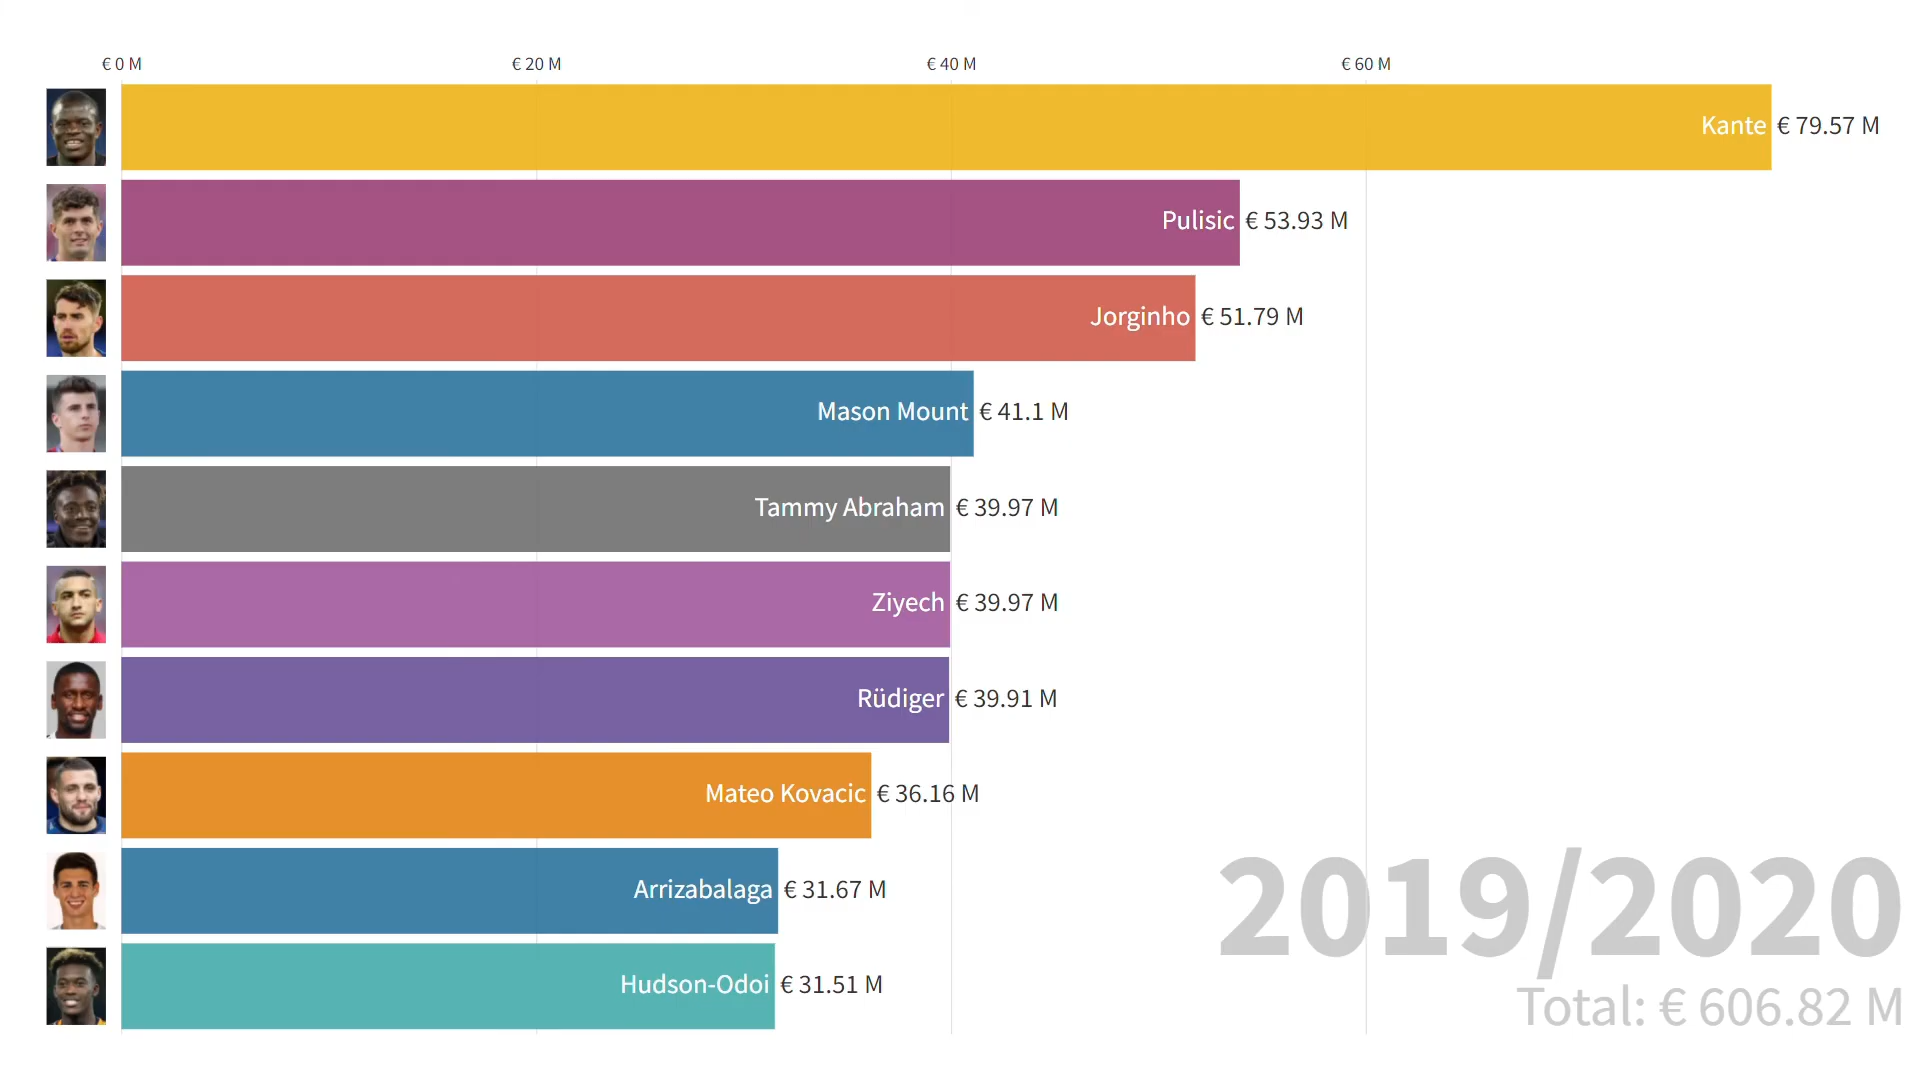 € 0 M € 20 M € 40 M € 60 M
Kante € 79.57 M
Pulisic € 53.93 M
Jorginho € 51.79 M
Mason Mount € 41.1 M
Tammy Abraham € 39.97 M
Ziyech € 39.97 M
Rüdiger € 39.91 M
Mateo Kovacic € 36.16 M
Arrizabalaga € 31.67 M
Hudson-Odoi € 31.51 M
2019/2020
Total: € 606.82 M